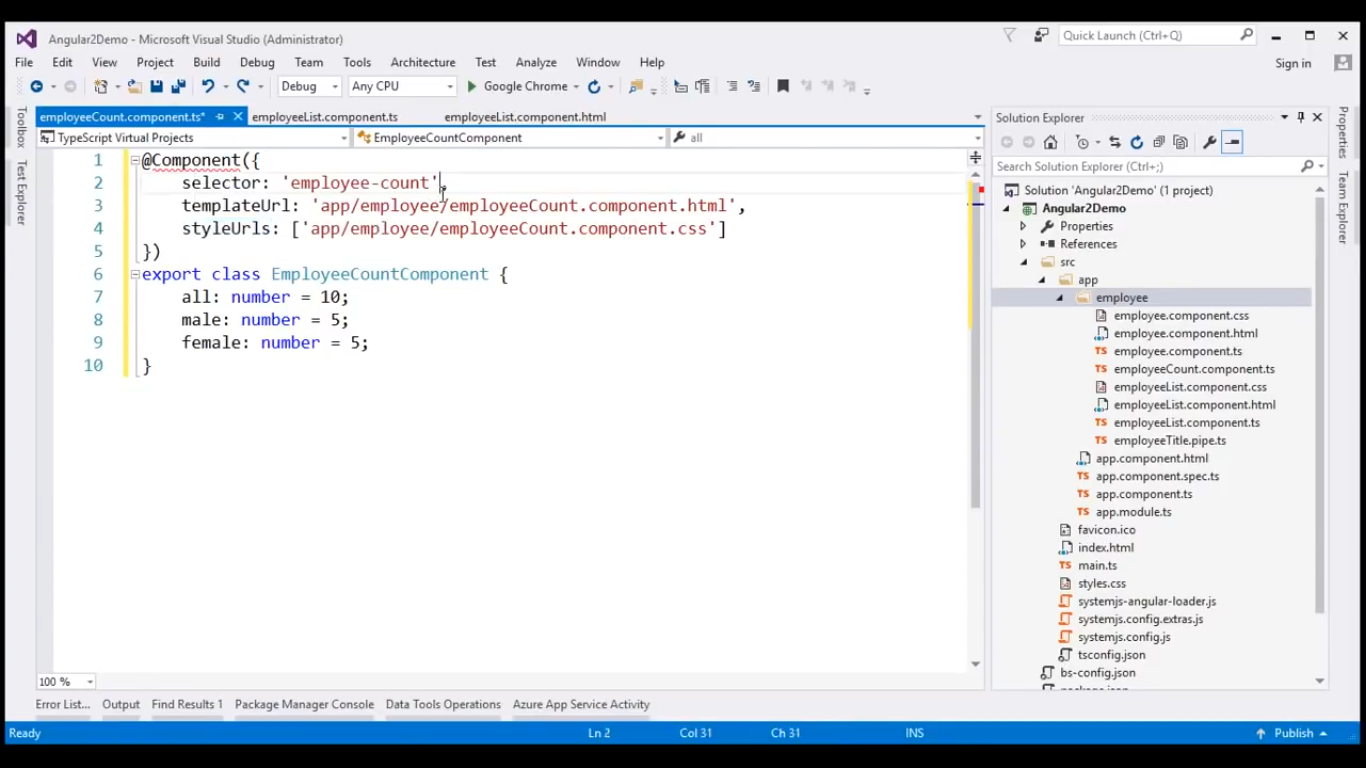 Angular2Demo - Microsoft Visual Studio (Administrator)
Quick Launch (Ctrl+Q)
File Edit View Project Build Debug Team Tools Architecture Test Analyze Window Help
Sign in
Debug Any CPU Google Chrome
employeeCount.component.ts* employeeList.component.ts employeeList.component.html
TypeScript Virtual Projects EmployeeCountComponent all
Toolbox
Test Explorer
1 @Component({
2 selector: 'employee-count',
3 templateUrl: 'app/employee/employeeCount.component.html',
4 styleUrls: ['app/employee/employeeCount.component.css']
5 })
6 export class EmployeeCountComponent {
7 all: number = 10;
8 male: number = 5;
9 female: number = 5;
10 }
100 %
Solution Explorer
Search Solution Explorer (Ctrl+;)
Solution 'Angular2Demo' (1 project)
Angular2Demo
Properties
References
src
app
employee
employee.component.css
employee.component.html
employee.component.ts
employeeCount.component.ts
employeeList.component.css
employeeList.component.html
employeeList.component.ts
employeeTitle.pipe.ts
app.component.html
app.component.spec.ts
app.component.ts
app.module.ts
favicon.ico
index.html
main.ts
styles.css
systemjs-angular-loader.js
systemjs.config.extras.js
systemjs.config.js
tsconfig.json
bs-config.json
Properties
Team Explorer
Error List... Output Find Results 1 Package Manager Console Data Tools Operations Azure App Service Activity
Ready Ln 2 Col 31 Ch 31 INS Publish